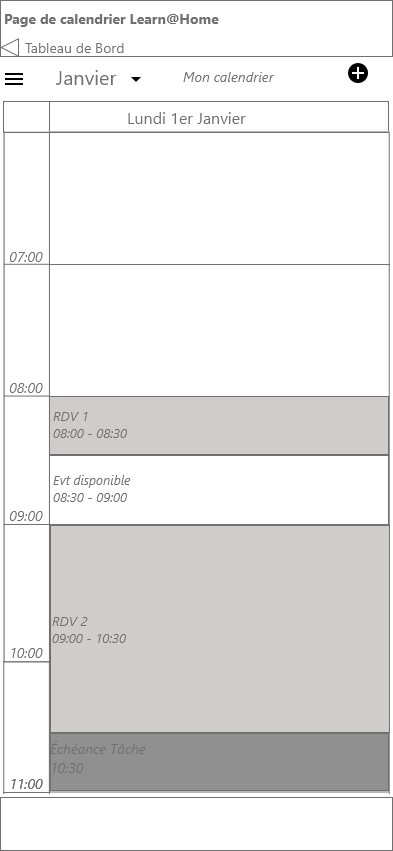 Page de calendrier Learn@Home
Tableau de Bord
Janvier
Mon calendrier
Lundi 1er Janvier
07:00
08:00
RDV 1
08:00 - 08:30
Evt disponible
08:30 - 09:00
09:00
RDV 2
09:00 - 10:30
10:00
Échéance Tâche
10:30
11:00